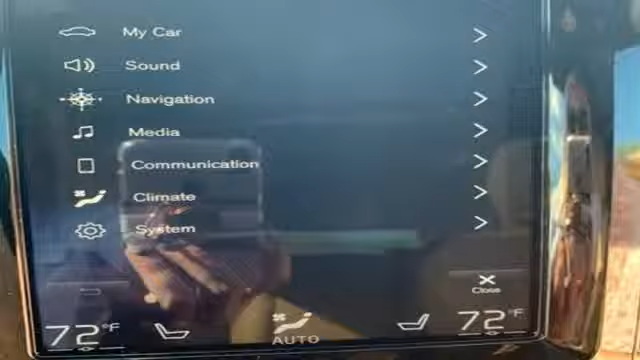 My Car
Sound
Navigation
Media
Communication
Climate
System
Close
72°F
AUTO
72°F